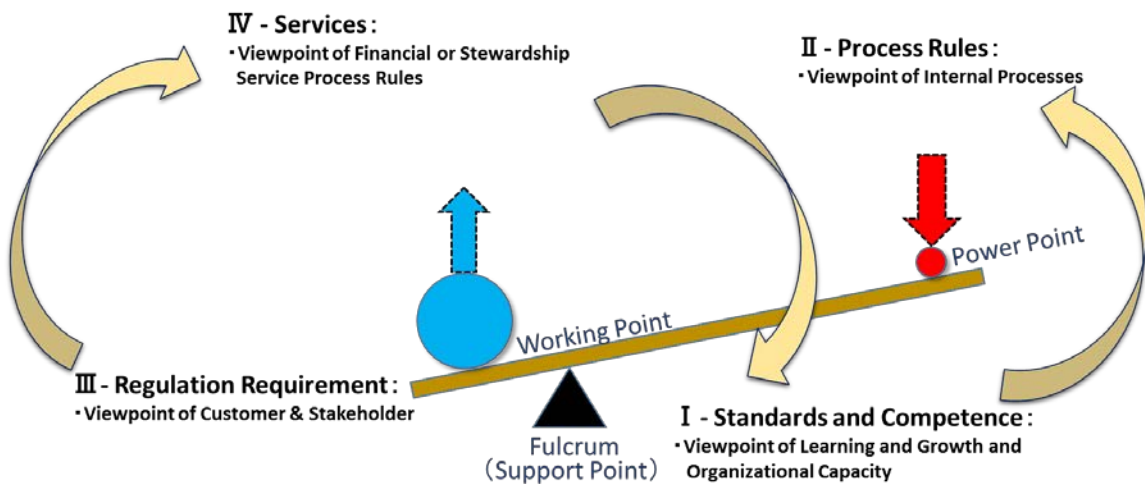 Ⅳ - Services：
・Viewpoint of Financial or Stewardship
Service Process Rules
Ⅱ - Process Rules：
・Viewpoint of Internal Processes
Power Point
Working Point
Ⅲ - Regulation Requirement：
・Viewpoint of Customer & Stakeholder
Fulcrum
（Support Point）
Ⅰ - Standards and Competence：
・Viewpoint of Learning and Growth and
Organizational Capacity